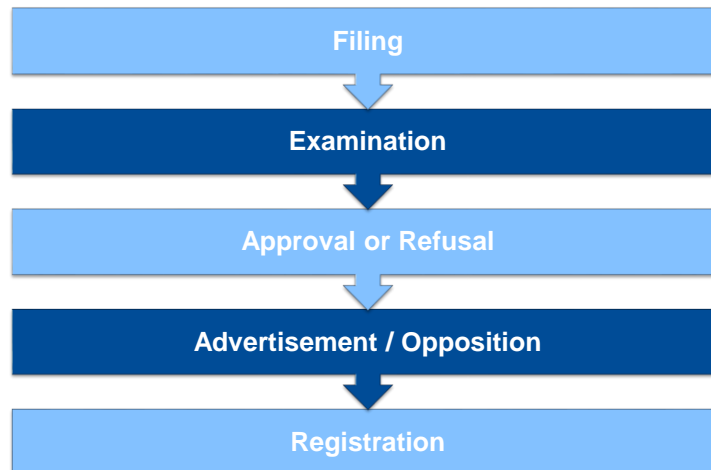 Filing
Examination
Approval or Refusal
Advertisement / Opposition
Registration